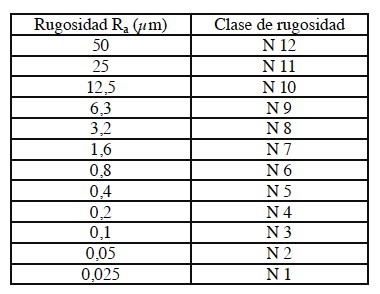 Rugosidad Ra (µm) Clase de rugosidad
50 N 12
25 N 11
12,5 N 10
6,3 N 9
3,2 N 8
1,6 N 7
0,8 N 6
0,4 N 5
0,2 N 4
0,1 N 3
0,05 N 2
0,025 N 1